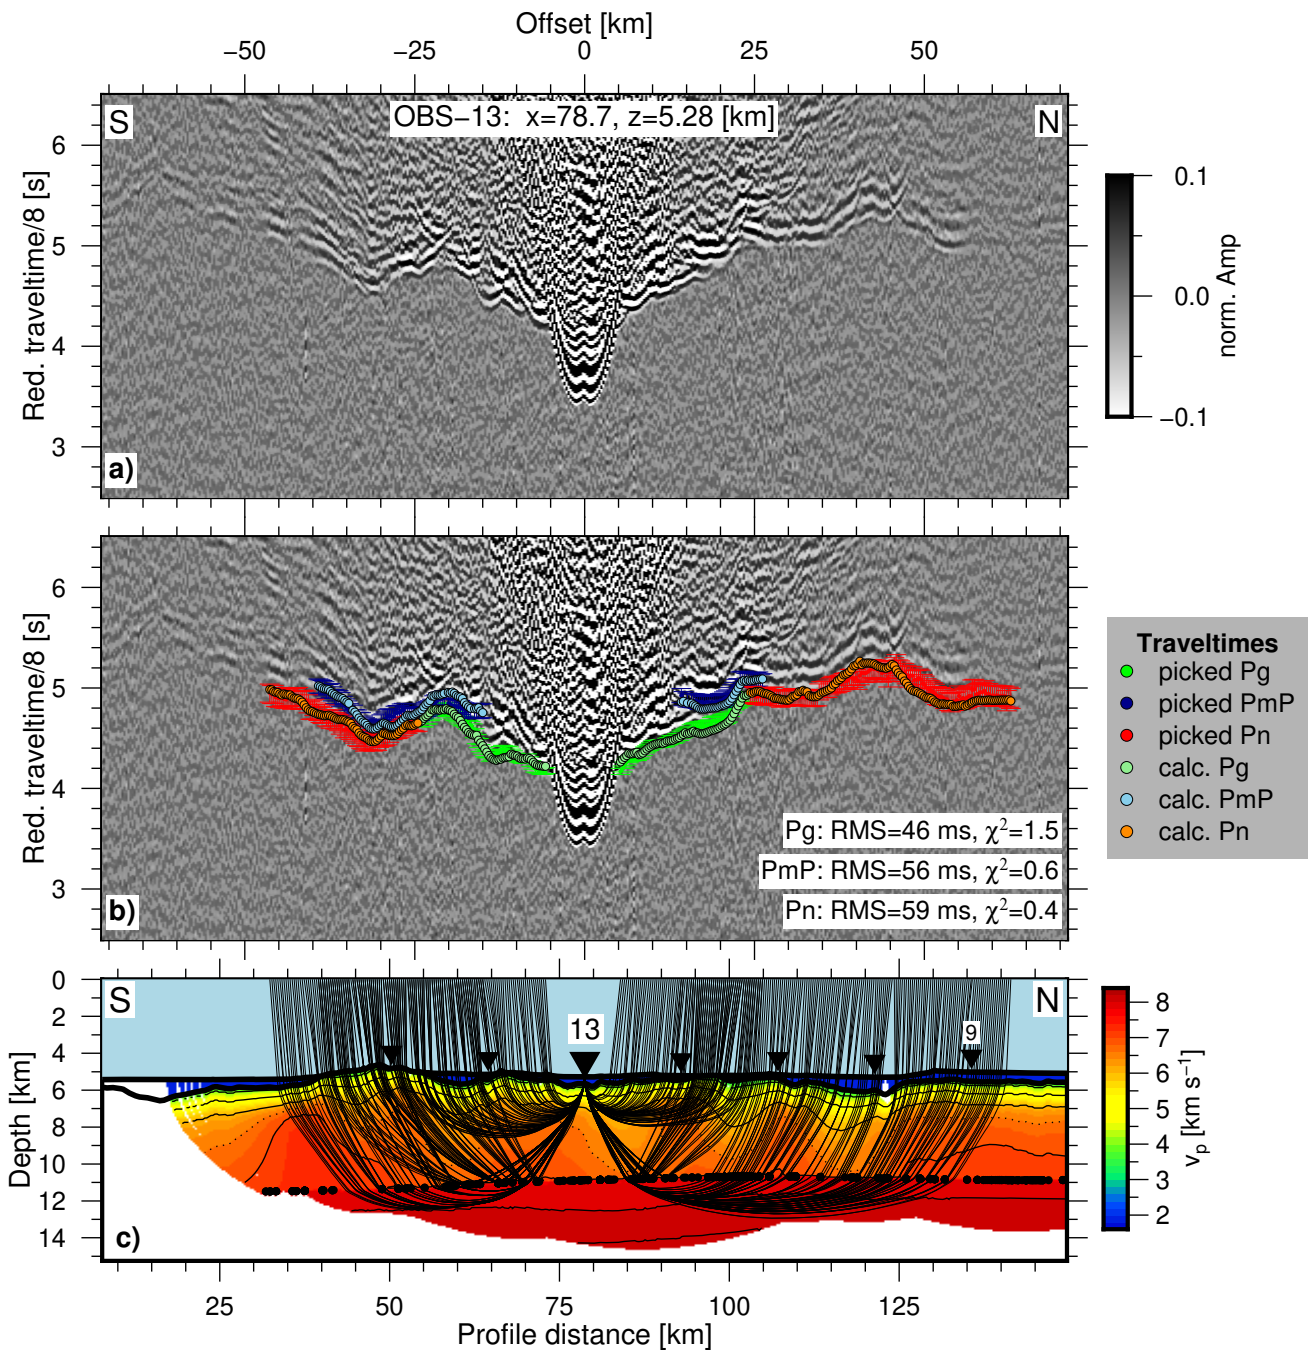 Offset [km]
−50 −25 0 25 50
S
OBS−13: x=78.7, z=5.28 [km]
N
6
5
4
3
Red. traveltime/8 [s]
a)
0.1
0.0
−0.1
norm. Amp
6
5
4
3
Red. traveltime/8 [s]
b)
Pg: RMS=46 ms, χ²=1.5
PmP: RMS=56 ms, χ²=0.6
Pn: RMS=59 ms, χ²=0.4
Traveltimes
picked Pg
picked PmP
picked Pn
calc. Pg
calc. PmP
calc. Pn
S
13
9
N
0
2
4
6
8
10
12
14
Depth [km]
c)
8
7
6
5
4
3
2
vp [km s⁻¹]
25 50 75 100 125
Profile distance [km]